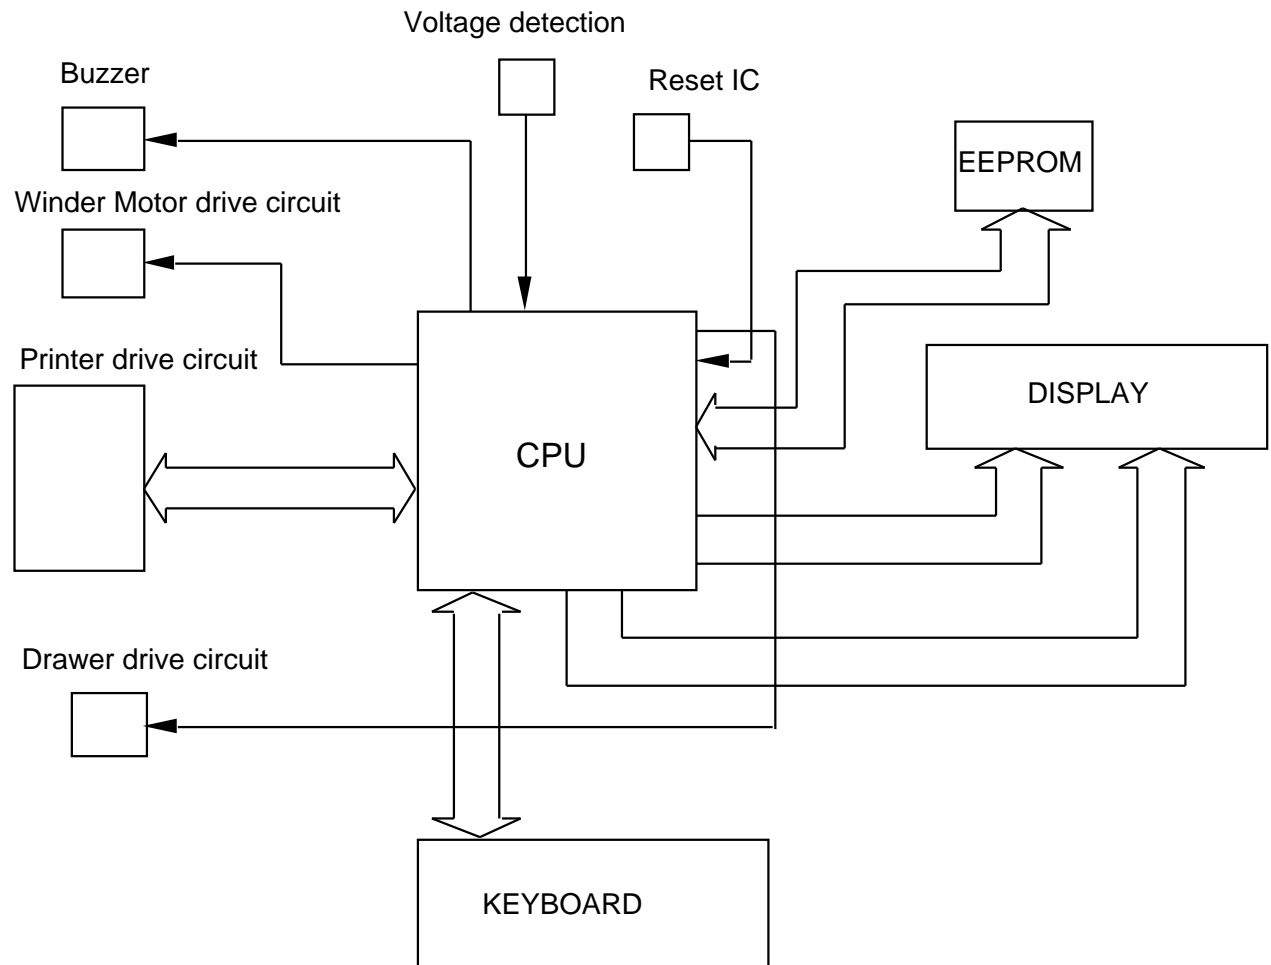 Voltage detection
Buzzer
Reset IC
EEPROM
Winder Motor drive circuit
Printer drive circuit
DISPLAY
CPU
Drawer drive circuit
KEYBOARD